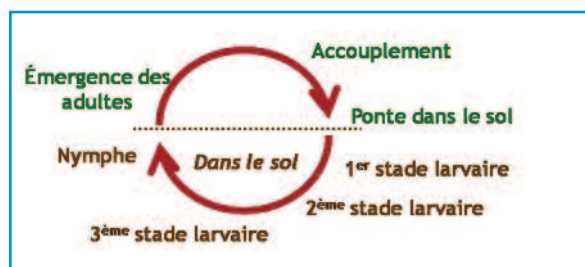 Accouplement
Émergence des
adultes
Ponte dans le sol
Nymphe
Dans le sol
1er stade larvaire
2ème stade larvaire
3ème stade larvaire